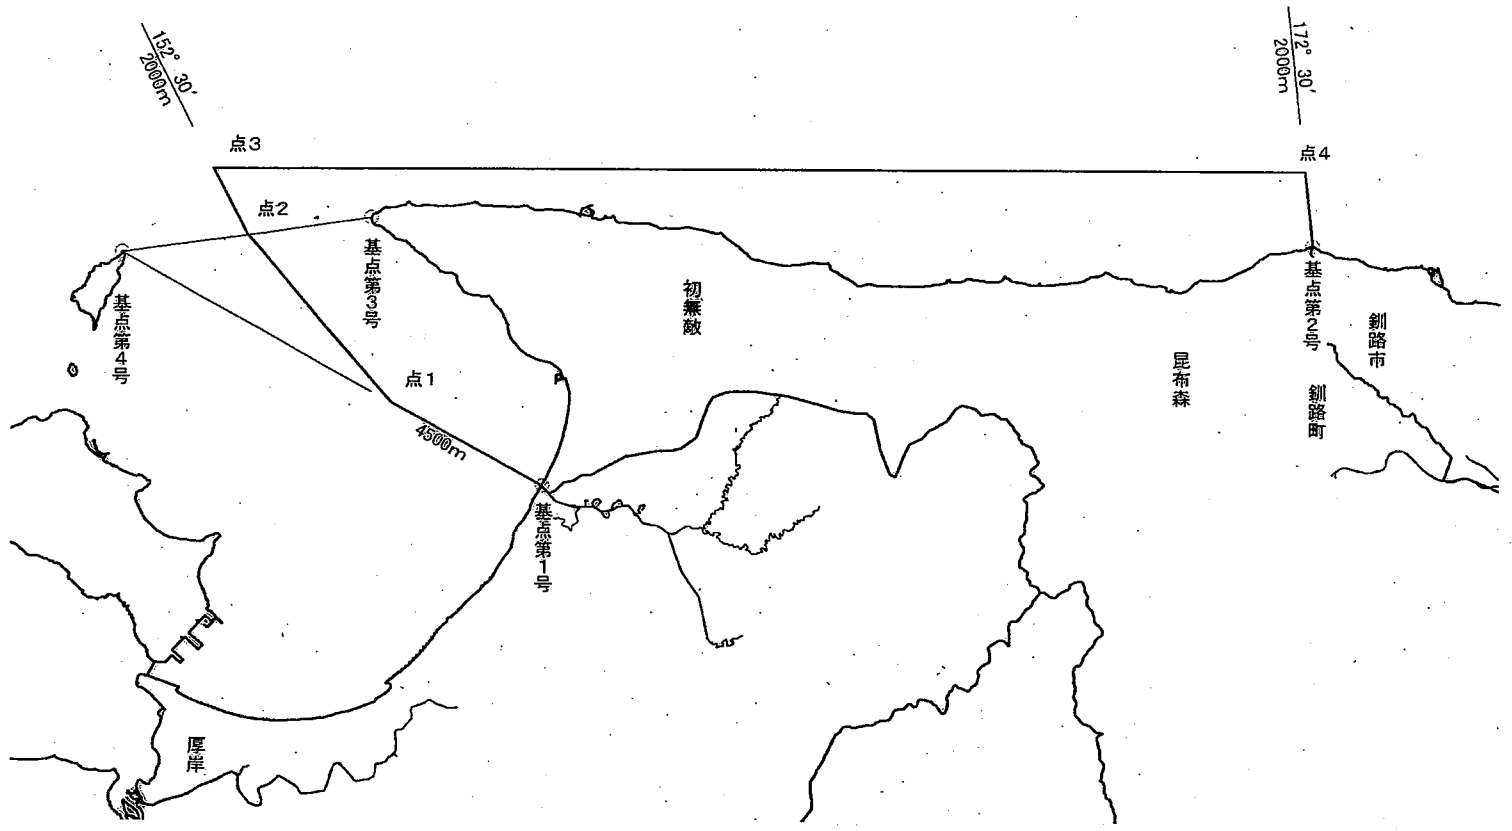 152° 30′
2000m
172° 30′
2000m
点3
点4
点2
基点第3号
基点第4号
初無敵
基点第2号
釧路市
昆布森
釧路町
点1
4500m
基点第1号
厚岸